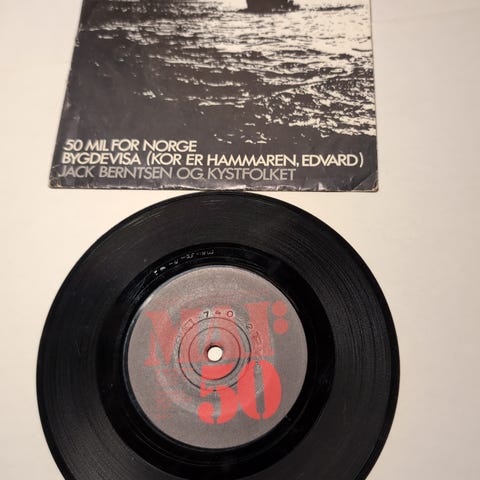 50 MIL FOR NORGE
BYGDEVISA (KOR ER HAMMAREN, EDVARD)
JACK BERNTSEN OG KYSTFOLKET
50